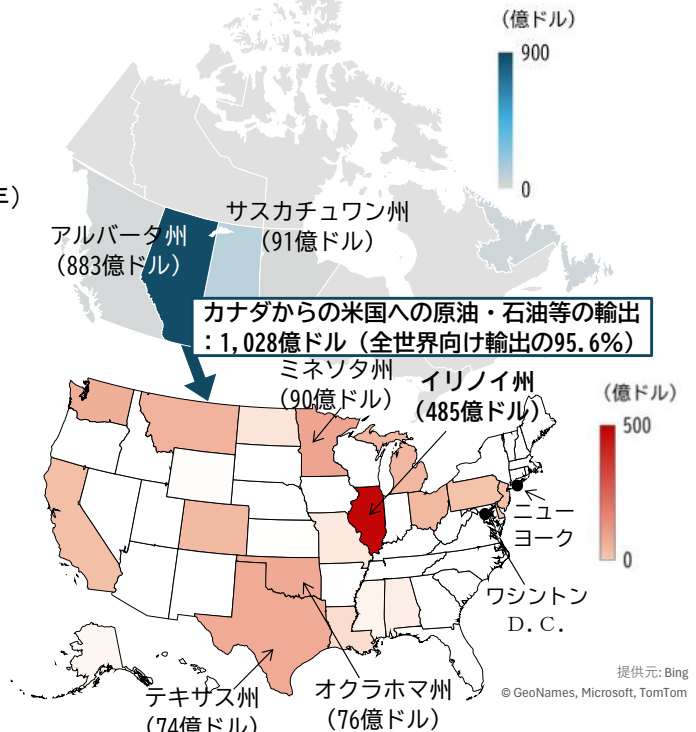 （億ドル）
900
0
年）
サスカチュワン州
（91億ドル）
アルバータ州
（883億ドル）
カナダからの米国への原油・石油等の輸出
：1,028億ドル（全世界向け輸出の95.6%）
ミネソタ州
（90億ドル）
イリノイ州
（485億ドル）
（億ドル）
500
0
ニュー
ヨーク
ワシントン
D.C.
テキサス州
（74億ドル）
オクラホマ州
（76億ドル）
提供元: Bing
© GeoNames, Microsoft, TomTom